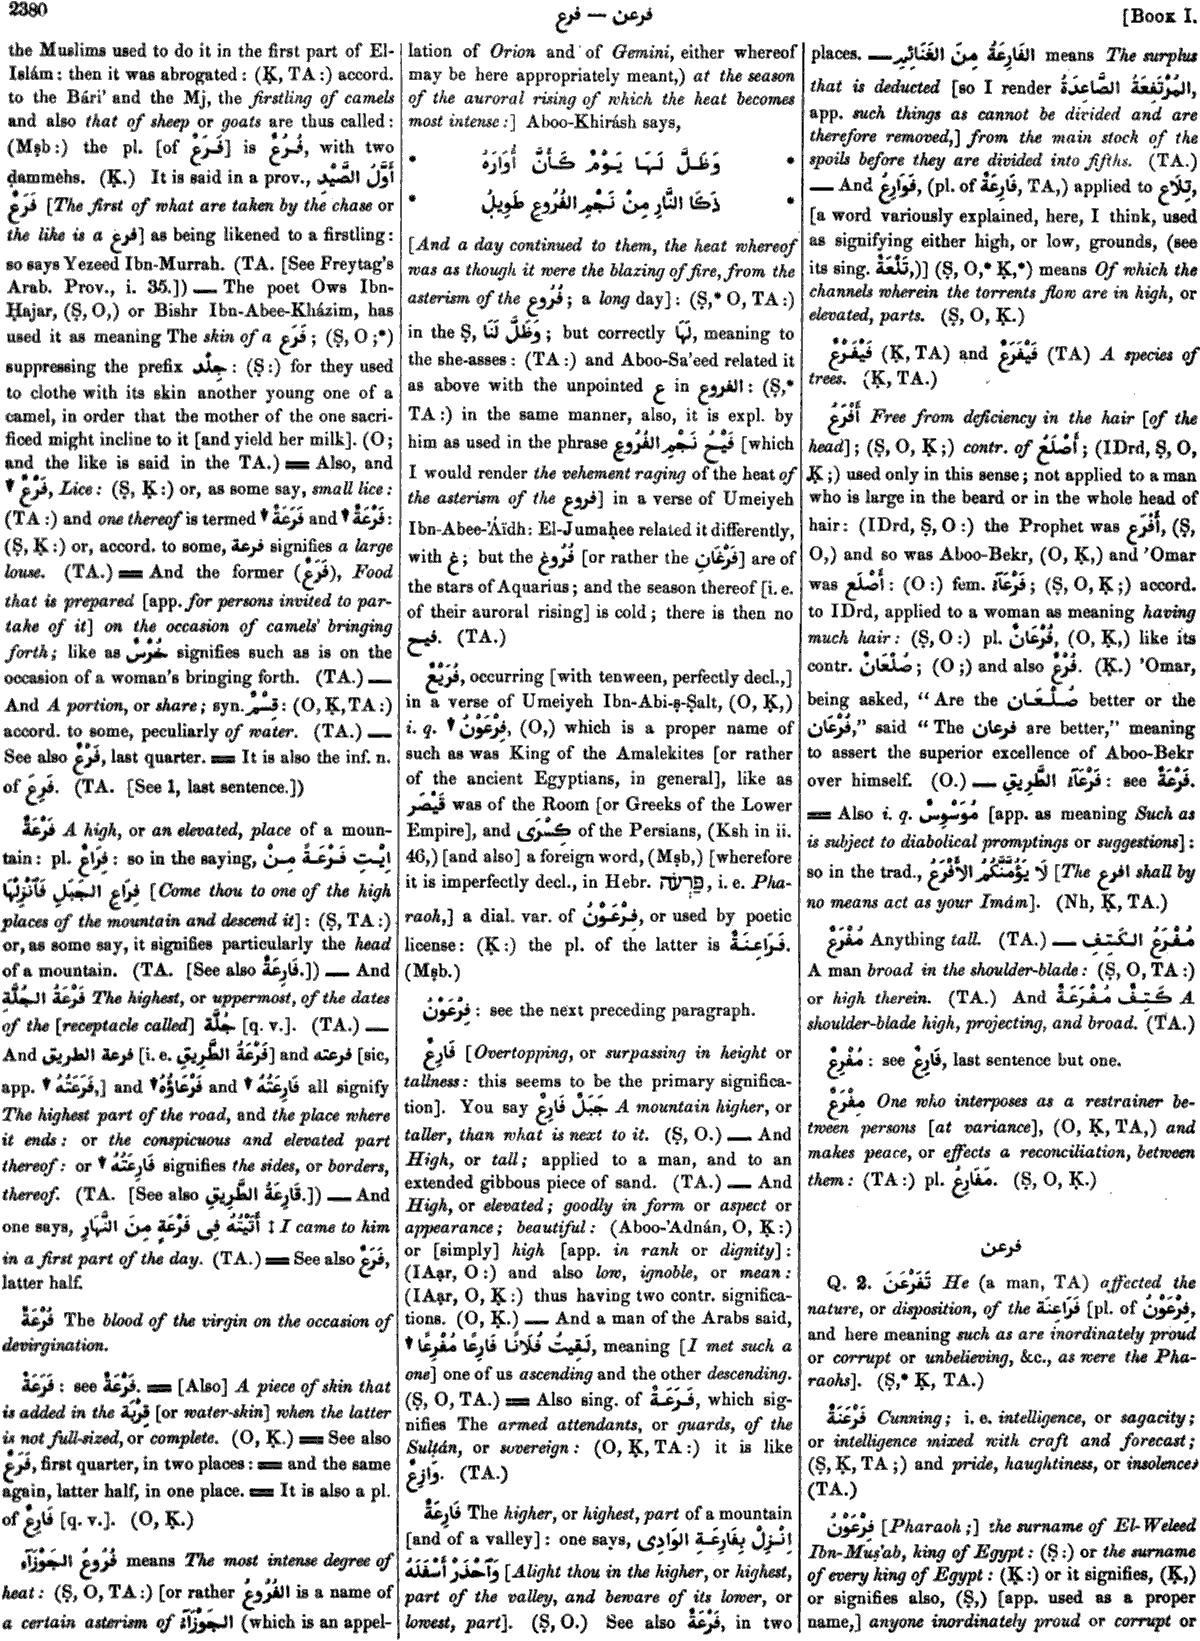 2380
فرعن — فرع
[Book I.
the Muslims used to do it in the first part of El-
Islám: then it was abrogated: (Ḳ, TA:) accord.
to the Bári' and the Mj, the firstling of camels
and also that of sheep or goats are thus called:
(Mṣb:) the pl. [of فَرَعٌ] is فُرُعٌ, with two
ḍammehs. (Ḳ.) It is said in a prov., أَوَّلُ الصَّيْدِ
فَرَعٌ [The first of what are taken by the chase or
the like is a فرع] as being likened to a firstling:
so says Yezeed Ibn-Murrah. (TA. [See Freytag's
Arab. Prov., i. 35.]) — The poet Ows Ibn-
Ḥajar, (Ṣ, O,) or Bishr Ibn-Abee-Kházim, has
used it as meaning The skin of a فَرَع; (Ṣ, O;*)
suppressing the prefix جِلْد: (Ṣ:) for they used
to clothe with its skin another young one of a
camel, in order that the mother of the one sacri-
ficed might incline to it [and yield her milk]. (O;
and the like is said in the TA.) ═ Also, and
▼ فَرْعٌ, Lice: (Ṣ, Ḳ:) or, as some say, small lice:
(TA:) and one thereof is termed ▼ فَرَعَةٌ and ▼ فَرْعَةٌ:
(Ṣ, Ḳ:) or, accord. to some, فرعة signifies a large
louse. (TA.) ═ And the former (فَرَعٌ), Food
that is prepared [app. for persons invited to par-
take of it] on the occasion of camels' bringing
forth; like as خُرْسٌ signifies such as is on the
occasion of a woman's bringing forth. (TA.) —
And A portion, or share; syn. قِسْمٌ: (O, Ḳ, TA:)
accord. to some, peculiarly of water. (TA.) —
See also فَرْعٌ, last quarter. ═ It is also the inf. n.
of فَرِعَ. (TA. [See 1, last sentence.])
فَرْعَةٌ A high, or an elevated, place of a moun-
tain: pl. فِرَاعٌ: so in the saying, اِيْتِ فَرْعَةً مِنْ
فِرَاعِ الجَبَلِ فَٱنْزِلْهَا [Come thou to one of the high
places of the mountain and descend it]: (Ṣ, TA:)
or, as some say, it signifies particularly the head
of a mountain. (TA. [See also فَارِعَةٌ.]) — And
فَرْعَةُ الجُلَّةِ The highest, or uppermost, of the dates
of the [receptacle called] جُلَّة [q. v.]. (TA.) —
And فرعة الطريق [i. e. فَرْعَةُ الطَّرِيقِ] and فرعته [sic,
app. ▼ فَرَعَتُهُ,] and ▼ فَرْعَاؤُهُ and ▼ فَارِعَتُهُ all signify
The highest part of the road, and the place where
it ends: or the conspicuous and elevated part
thereof: or ▼ فَارِعَتُهُ signifies the sides, or borders,
thereof. (TA. [See also قَارِعَةُ الطَّرِيقِ.]) — And
one says, أَتَيْتُهُ فِى فَرْعَةٍ مِنَ النَّهَارِ ‡ I came to him
in a first part of the day. (TA.) ═ See also فَرَعٌ,
latter half.
فُرْعَةٌ The blood of the virgin on the occasion of
devirgination.
فَرَعَةٌ: see فَرْعَةٌ. ═ [Also] A piece of skin that
is added in the قِرْبَة [or water-skin] when the latter
is not full-sized, or complete. (O, Ḳ.) ═ See also
فَرَعٌ, first quarter, in two places: ═ and the same
again, latter half, in one place. ═ It is also a pl.
of فَارِعٌ [q. v.]. (O, Ḳ.)
فُرُوعُ الجَوْزَآءِ means The most intense degree of
heat: (Ṣ, O, TA:) [or rather الفُرُوعُ is a name of
a certain asterism of الجَوْزَآءُ (which is an appel-
lation of Orion and of Gemini, either whereof
may be here appropriately meant,) at the season
of the auroral rising of which the heat becomes
most intense:] Aboo-Khirásh says,
* وَظَلَّ لَهَا يَوْمٌ كَأَنَّ أُوَارَهُ *
* ذَكَا النَّارِ مِنْ نَجْمِ الفُرُوعِ طَوِيلُ *
[And a day continued to them, the heat whereof
was as though it were the blazing of fire, from the
asterism of the فُرُوع; a long day]: (Ṣ,* O, TA:)
in the Ṣ, وَظَلَّ لَنَا; but correctly لَهَا, meaning to
the she-asses: (TA:) and Aboo-Sa'eed related it
as above with the unpointed ع in الفروع: (Ṣ,*
TA:) in the same manner, also, it is expl. by
him as used in the phrase فَيْحُ نَجْمِ الفُرُوعِ [which
I would render the vehement raging of the heat of
the asterism of the فروع] in a verse of Umeiyeh
Ibn-Abee-'Áïdh: El-Jumaḥee related it differently,
with غ; but the فُرُوغ [or rather the فَرْغَانِ] are of
the stars of Aquarius; and the season thereof [i. e.
of their auroral rising] is cold; there is then no
فيح. (TA.)
فُرَيْعٌ, occurring [with tenween, perfectly decl.,]
in a verse of Umeiyeh Ibn-Abi-ṣ-Ṣalt, (O, Ḳ,)
i. q. ▼ فِرْعَوْنُ, (O,) which is a proper name of
such as was King of the Amalekites [or rather
of the ancient Egyptians, in general], like as
قَيْصَر was of the Room [or Greeks of the Lower
Empire], and كِسْرَى of the Persians, (Ksh in ii.
46,) [and also] a foreign word, (Mṣb,) [wherefore
it is imperfectly decl., in Hebr. פַּרְעֹה, i. e. Pha-
raoh,] a dial. var. of فِرْعَوْنُ, or used by poetic
license: (Ḳ:) the pl. of the latter is فَرَاعِنَةٌ.
(Mṣb.)
فِرْعَوْنُ: see the next preceding paragraph.
فَارِعٌ [Overtopping, or surpassing in height or
tallness: this seems to be the primary significa-
tion]. You say جَبَلٌ فَارِعٌ A mountain higher, or
taller, than what is next to it. (Ṣ, O.) — And
High, or tall; applied to a man, and to an
extended gibbous piece of sand. (TA.) — And
High, or elevated; goodly in form or aspect or
appearance; beautiful: (Aboo-'Adnán, O, Ḳ:)
or [simply] high [app. in rank or dignity]:
(IAạr, O:) and also low, ignoble, or mean:
(IAạr, O, Ḳ:) thus having two contr. significa-
tions. (O, Ḳ.) — And a man of the Arabs said,
▼ لَقِيتُ فُلَانًا فَارِعًا مُفْرِعًا, meaning [I met such a
one] one of us ascending and the other descending.
(Ṣ, O, TA.) ═ Also sing. of فَرَعَةٌ, which sig-
nifies The armed attendants, or guards, of the
Sulṭán, or sovereign: (O, Ḳ, TA:) it is like
وَازِعٌ. (TA.)
فَارِعَةٌ The higher, or highest, part of a mountain
[and of a valley]: one says, اِنْزِلْ بِفَارِعَةِ الوَادِى
وَٱحْذَرْ أَسْفَلَهُ [Alight thou in the higher, or highest,
part of the valley, and beware of its lower, or
lowest, part]. (Ṣ, O.) See also فَرْعَةٌ, in two
places. — الفَارِعَةُ مِنَ الغَنَائِمِ means The surplus
that is deducted [so I render المُرْتَفِعَةُ الصَّاعِدَةُ,
app. such things as cannot be divided and are
therefore removed,] from the main stock of the
spoils before they are divided into fifths. (TA.)
— And فَوَارِعُ, (pl. of فَارِعَةٌ, TA,) applied to تِلَاع,
[a word variously explained, here, I think, used
as signifying either high, or low, grounds, (see
its sing. تَلْعَةٌ,)] (Ṣ, O,* Ḳ,*) means Of which the
channels wherein the torrents flow are in high, or
elevated, parts. (Ṣ, O, Ḳ.)
فَيْفَرْعٌ (Ḳ, TA) and فَيْفَرَعٌ (TA) A species of
trees. (Ḳ, TA.)
أَفْرَعُ Free from deficiency in the hair [of the
head]; (Ṣ, O, Ḳ;) contr. of أَصْلَعُ; (IDrd, Ṣ, O,
Ḳ;) used only in this sense; not applied to a man
who is large in the beard or in the whole head of
hair: (IDrd, Ṣ, O:) the Prophet was أَفْرَع, (Ṣ,
O,) and so was Aboo-Bekr, (O, Ḳ,) and 'Omar
was أَصْلَع: (O:) fem. فَرْعَآءُ; (Ṣ, O, Ḳ;) accord.
to IDrd, applied to a woman as meaning having
much hair: (Ṣ, O:) pl. فُرْعَانٌ, (O, Ḳ,) like its
contr. صُلْعَانٌ; (O;) and also فُرْعٌ. (Ḳ.) 'Omar,
being asked, "Are the صُلْعَان better or the
فُرْعَان," said "The فرعان are better," meaning
to assert the superior excellence of Aboo-Bekr
over himself. (O.) — فَرْعَآءُ الطَّرِيقِ: see فَرْعَةٌ.
═ Also i. q. مُوَسْوِسٌ [app. as meaning Such as
is subject to diabolical promptings or suggestions]:
so in the trad., لَا يَؤُمَّنَّكُمُ الأَفْرَعُ [The افرع shall by
no means act as your Imám]. (Nh, Ḳ, TA.)
مُفْرَعٌ Anything tall. (TA.) — مُفْرَعُ الكَتِفِ
A man broad in the shoulder-blade: (Ṣ, O, TA:)
or high therein. (TA.) And كَتِفٌ مُفْرَعَةٌ A
shoulder-blade high, projecting, and broad. (TA.)
مُفْرِعٌ: see فَارِعٌ, last sentence but one.
مِفْرَعٌ One who interposes as a restrainer be-
tween persons [at variance], (O, Ḳ, TA,) and
makes peace, or effects a reconciliation, between
them: (TA:) pl. مَفَارِعُ. (Ṣ, O, Ḳ.)
فرعن
Q. 2. تَفَرْعَنَ He (a man, TA) affected the
nature, or disposition, of the فَرَاعِنَة [pl. of فِرْعَوْنُ,
and here meaning such as are inordinately proud
or corrupt or unbelieving, &c., as were the Pha-
raohs]. (Ṣ,* Ḳ, TA.)
فَرْعَنَةٌ Cunning; i. e. intelligence, or sagacity;
or intelligence mixed with craft and forecast;
(Ṣ, Ḳ, TA;) and pride, haughtiness, or insolence.
(TA.)
فِرْعَوْنُ [Pharaoh;] the surname of El-Weleed
Ibn-Muṣ'ab, king of Egypt: (Ṣ:) or the surname
of every king of Egypt: (Ḳ:) or it signifies, (Ḳ,)
or signifies also, (Ṣ,) [app. used as a proper
name,] anyone inordinately proud or corrupt or